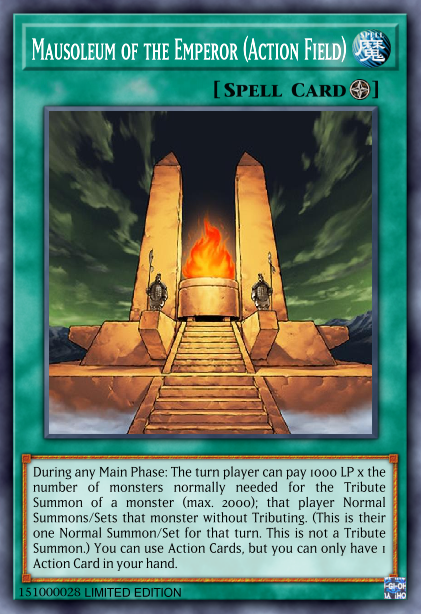 Mausoleum of the Emperor (Action Field)
SPELL
魔
[SPELL CARD]
During any Main Phase: The turn player can pay 1000 LP x the
number of monsters normally needed for the Tribute
Summon of a monster (max. 2000); that player Normal
Summons/Sets that monster without Tributing. (This is their
one Normal Summon/Set for that turn. This is not a Tribute
Summon.) You can use Action Cards, but you can only have 1
Action Card in your hand.
151000028 LIMITED EDITION